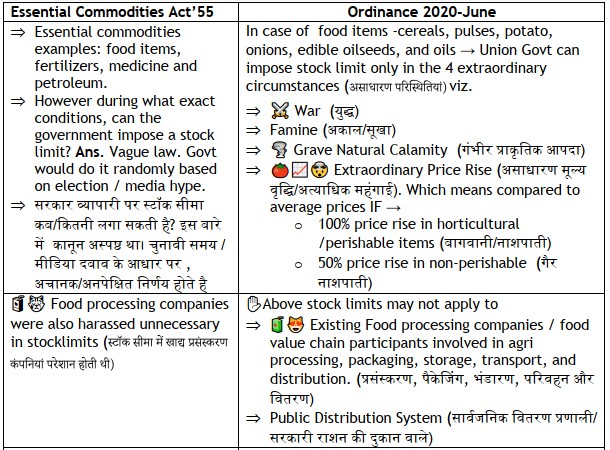 Essential Commodities Act'55
Ordinance 2020-June
⇒ Essential commodities
examples: food items,
fertilizers, medicine and
petroleum.
⇒ However during what exact
conditions, can the
government impose a stock
limit? Ans. Vague law. Govt
would do it randomly based
on election / media hype.
⇒ सरकार व्यापारी पर स्टॉक सीमा
कब/कितनी लगा सकती है? इस बारे
में कानून अस्पष्ट था। चुनावी समय /
मीडिया दवाव के आधार पर ,
अचानक/अनपेक्षित निर्णय होते है
In case of food items -cereals, pulses, potato,
onions, edible oilseeds, and oils → Union Govt can
impose stock limit only in the 4 extraordinary
circumstances (असाधारण परिस्थितियां) viz.
⇒ ⚔️ War (युद्ध)
⇒ Famine (अकाल/सूखा)
⇒ 🌪️ Grave Natural Calamity (गंभीर प्राकृतिक आपदा)
⇒ 🍅📈😲 Extraordinary Price Rise (असाधारण मूल्य
वृद्धि/अत्याधिक महंगाई). Which means compared to
average prices IF →
o 100% price rise in horticultural
/perishable items (बागवानी/नाशपाती)
o 50% price rise in non-perishable (गैर
नाशपाती)
🧃😿 Food processing companies
were also harassed unnecessary
in stocklimits (स्टॉक सीमा में खाद्य प्रसंस्करण
कंपनियां परेशान होती थी)
✋Above stock limits may not apply to
⇒ 🧃😻 Existing Food processing companies / food
value chain participants involved in agri
processing, packaging, storage, transport, and
distribution. (प्रसंस्करण, पैकेजिंग, भंडारण, परिवहन और
वितरण)
⇒ Public Distribution System (सार्वजनिक वितरण प्रणाली/
सरकारी राशन की दुकान वाले)